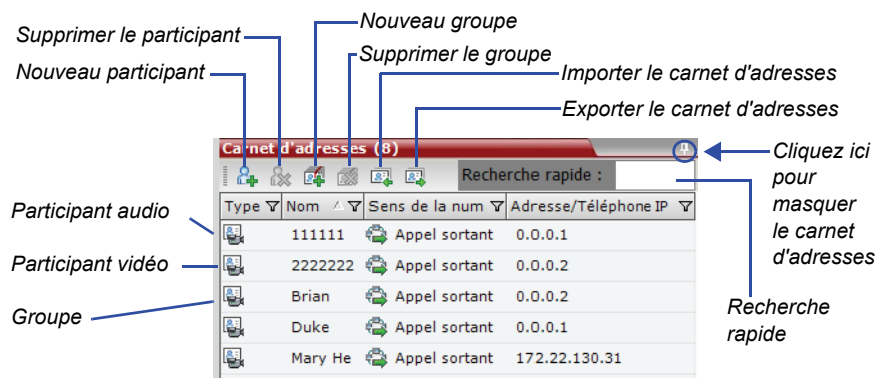 Nouveau groupe
Supprimer le participant
Supprimer le groupe
Nouveau participant
Importer le carnet d'adresses
Exporter le carnet d'adresses
Carnet d'adresses (8)
Recherche rapide :
Cliquez ici
pour
masquer
le carnet
d'adresses
Type Nom Sens de la num Adresse/Téléphone IP
Participant audio
111111 Appel sortant 0.0.0.1
Participant vidéo
2222222 Appel sortant 0.0.0.2
Groupe
Brian Appel sortant 0.0.0.2
Recherche
rapide
Duke Appel sortant 0.0.0.1
Mary He Appel sortant 172.22.130.31